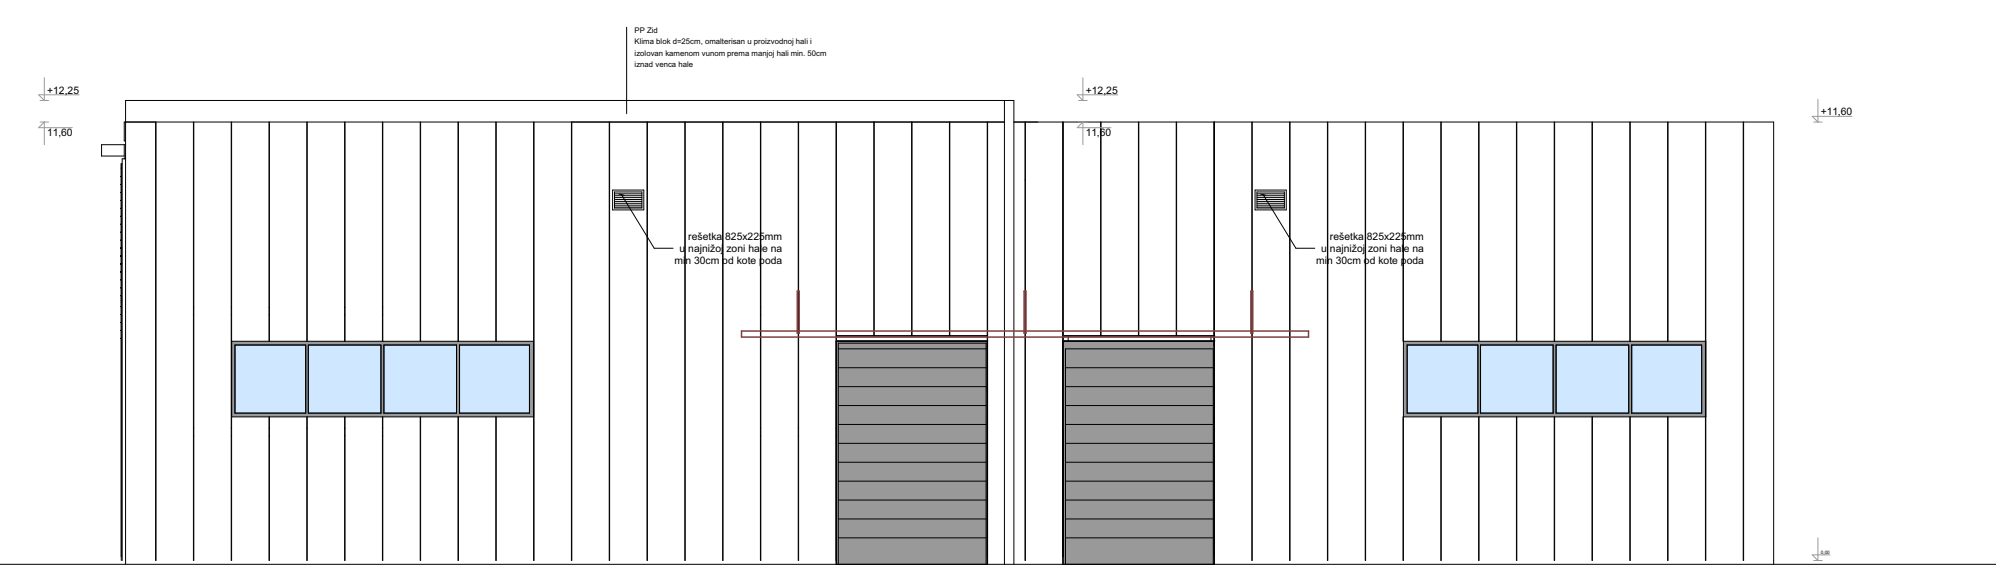 PP Zid
Klima blok d=25cm, omalterisan u proizvodnoj hali i
izolovan kamenom vunom prema manjoj hali min. 50cm
iznad venca hale
+12,25
11,60
+12,25
11,60
+11,60
rešetka 825x225mm
u najnižoj zoni hale na
min 30cm od kote poda
rešetka 825x225mm
u najnižoj zoni hale na
min 30cm od kote poda